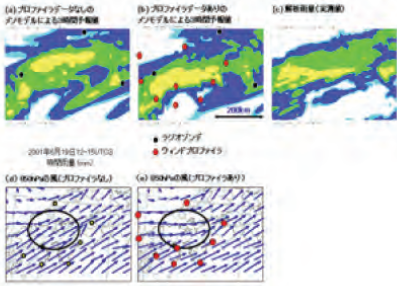 (a)プロファイラデータなしの
メソモデルによる3時間予報値
(b)プロファイラデータありの
メソモデルによる3時間予報値
(c)解析雨量(実測値)
200km
2001年6月19日12-15UTCの
時間雨量(mm)
ラジオゾンデ
ウィンドプロファイラ
(d) 850hPaの風(プロファイラなし)
(e) 850hPaの風(プロファイラあり)